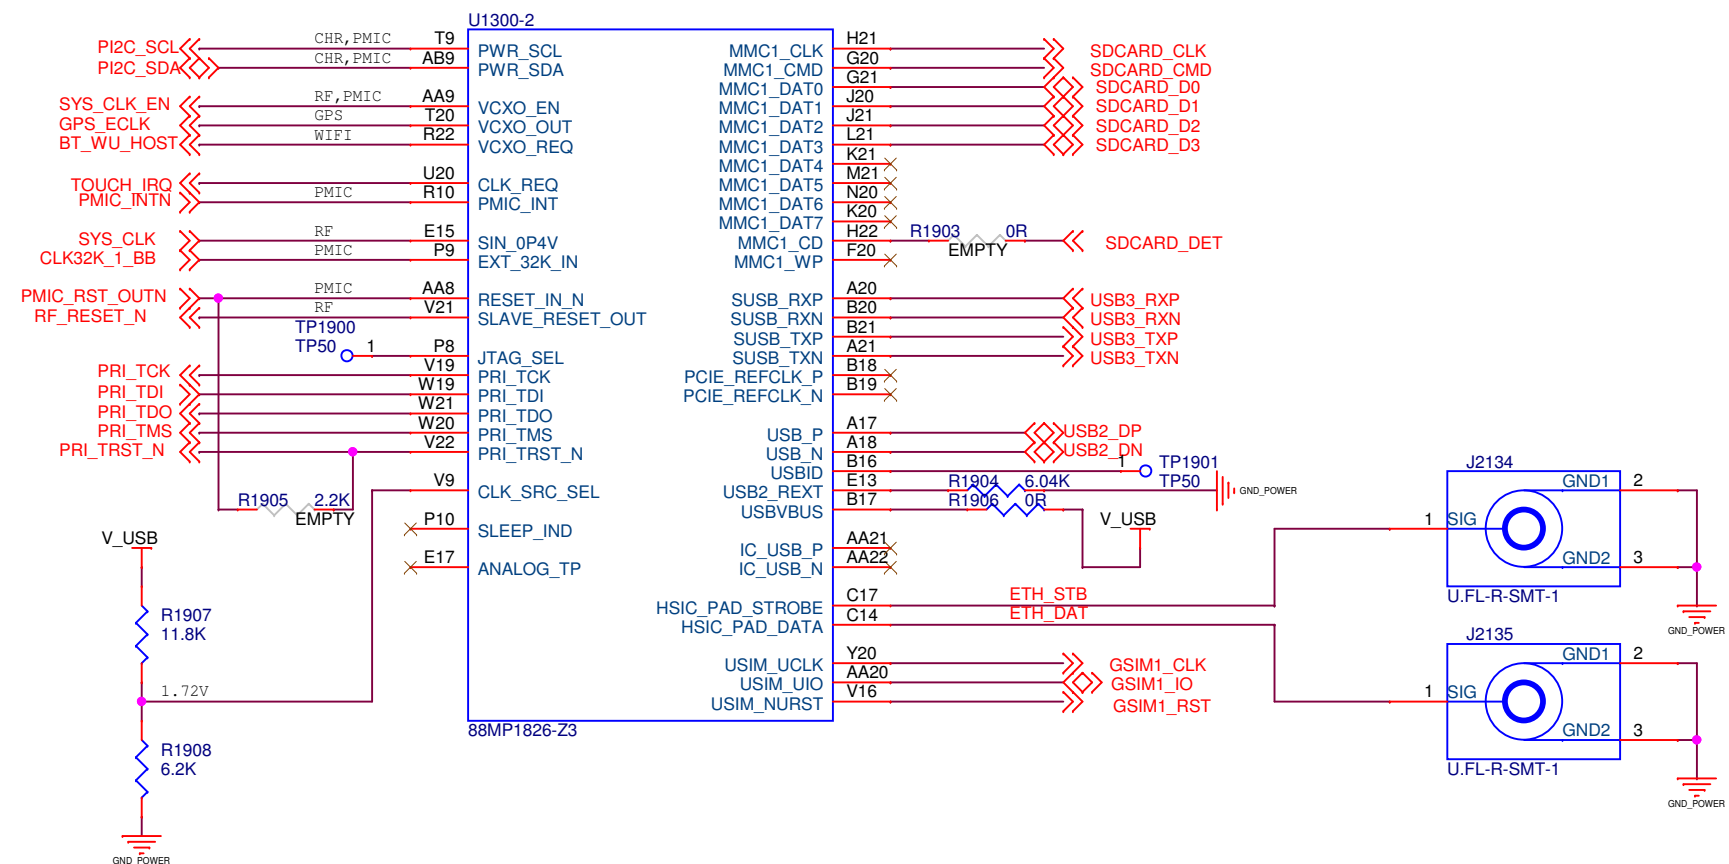 U1300-2
PI2C_SCL CHR,PMIC T9 PWR_SCL
PI2C_SDA CHR,PMIC AB9 PWR_SDA
SYS_CLK_EN RF,PMIC AA9 VCXO_EN
GPS_ECLK GPS T20 VCXO_OUT
BT_WU_HOST WIFI R22 VCXO_REQ
TOUCH_IRQ U20 CLK_REQ
PMIC_INTN PMIC R10 PMIC_INT
SYS_CLK RF E15 SIN_0P4V
CLK32K_1_BB PMIC P9 EXT_32K_IN
PMIC_RST_OUTN PMIC AA8 RESET_IN_N
RF_RESET_N RF V21 SLAVE_RESET_OUT
TP1900
TP50 1 P8 JTAG_SEL
PRI_TCK V19 PRI_TCK
PRI_TDI W19 PRI_TDI
PRI_TDO W21 PRI_TDO
PRI_TMS W20 PRI_TMS
PRI_TRST_N V22 PRI_TRST_N
V9 CLK_SRC_SEL
R1905 2.2K
EMPTY
P10 SLEEP_IND
E17 ANALOG_TP
V_USB
R1907
11.8K
1.72V
R1908
6.2K
GND_POWER
MMC1_CLK H21 SDCARD_CLK
MMC1_CMD G20 SDCARD_CMD
MMC1_DAT0 G21 SDCARD_D0
MMC1_DAT1 J20 SDCARD_D1
MMC1_DAT2 J21 SDCARD_D2
MMC1_DAT3 L21 SDCARD_D3
MMC1_DAT4 K21
MMC1_DAT5 M21
MMC1_DAT6 N20
MMC1_DAT7 K20
MMC1_CD H22 R1903 0R SDCARD_DET
EMPTY
MMC1_WP F20
SUSB_RXP A20 USB3_RXP
SUSB_RXN B20 USB3_RXN
SUSB_TXP B21 USB3_TXP
SUSB_TXN A21 USB3_TXN
PCIE_REFCLK_P B18
PCIE_REFCLK_N B19
USB_P A17 USB2_DP
USB_N A18 USB2_DN
USBID B16 1 TP1901
TP50
USB2_REXT E13 R1904 6.04K GND_POWER
USBVBUS B17 R1906 0R
V_USB
IC_USB_P AA21
IC_USB_N AA22
HSIC_PAD_STROBE C17 ETH_STB
HSIC_PAD_DATA C14 ETH_DAT
USIM_UCLK Y20 GSIM1_CLK
USIM_UIO AA20 GSIM1_IO
USIM_NURST V16 GSIM1_RST
88MP1826-Z3
J2134
GND1 2
1 SIG
GND2 3
U.FL-R-SMT-1
GND_POWER
J2135
GND1 2
1 SIG
GND2 3
U.FL-R-SMT-1
GND_POWER